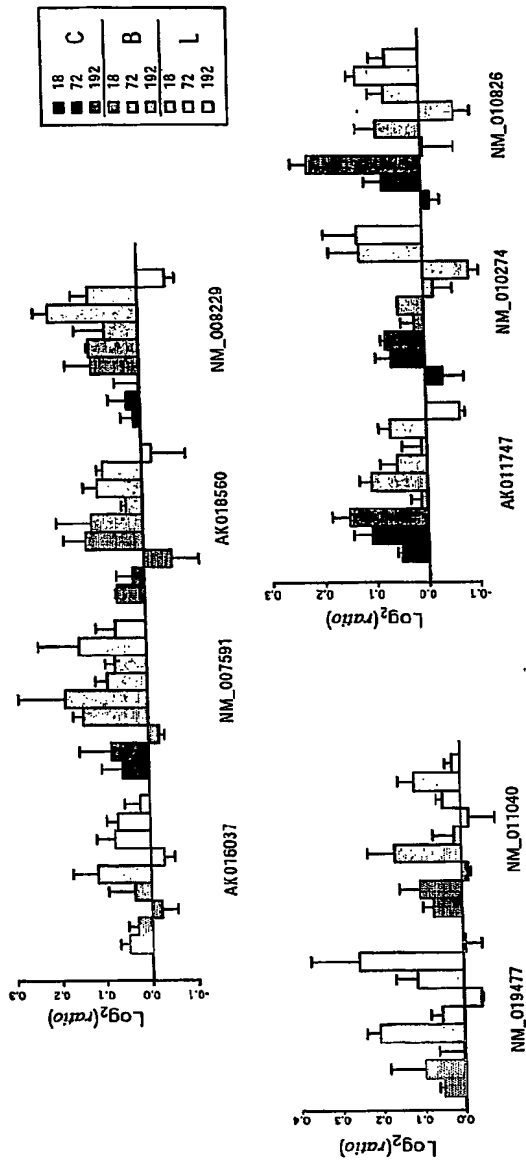 C
18
72
192
B
18
72
192
L
18
72
192
Log2(ratio)
0.3
0.2
0.1
0.0
-0.1
AK016037
NM_007591
AK018560
NM_008229
Log2(ratio)
0.4
0.3
0.2
0.1
0.0
NM_019477
NM_011040
Log2(ratio)
0.3
0.2
0.1
0.0
-0.1
AK011747
NM_010274
NM_010826